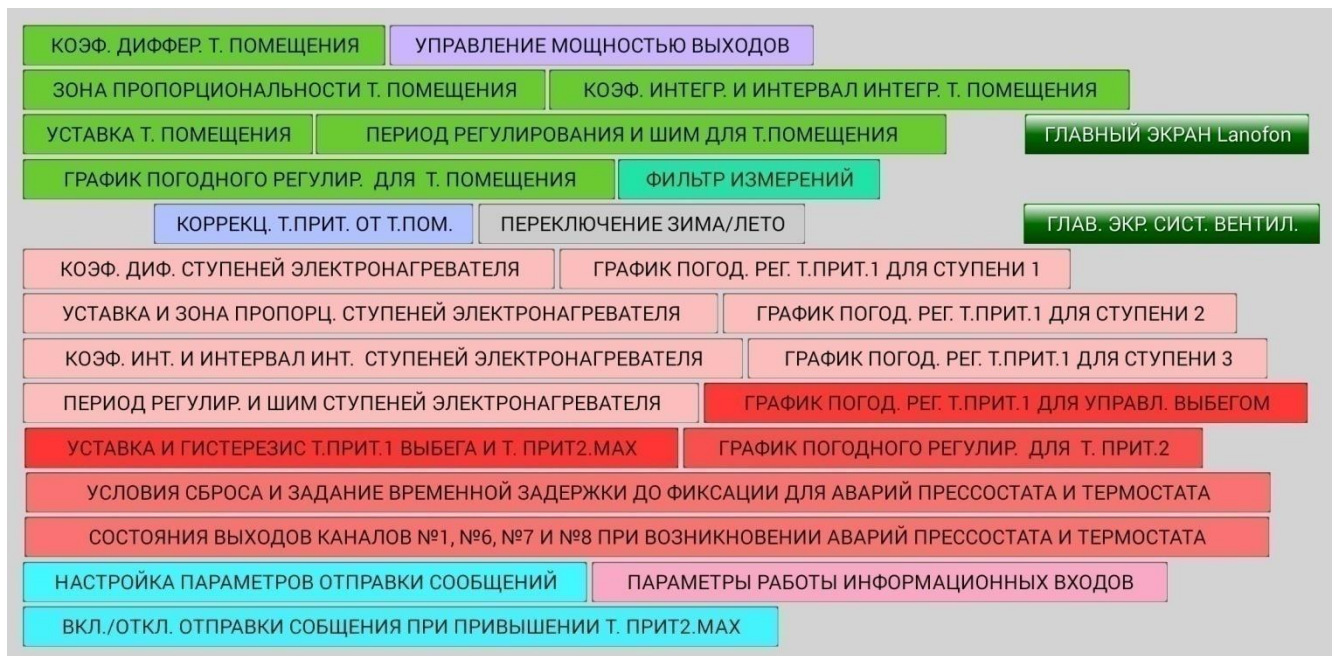 КОЭФ. ДИФФЕР. Т. ПОМЕЩЕНИЯ
УПРАВЛЕНИЕ МОЩНОСТЬЮ ВЫХОДОВ
ЗОНА ПРОПОРЦИОНАЛЬНОСТИ Т. ПОМЕЩЕНИЯ
КОЭФ. ИНТЕГР. И ИНТЕРВАЛ ИНТЕГР. Т. ПОМЕЩЕНИЯ
УСТАВКА Т. ПОМЕЩЕНИЯ
ПЕРИОД РЕГУЛИРОВАНИЯ И ШИМ ДЛЯ Т.ПОМЕЩЕНИЯ
ГЛАВНЫЙ ЭКРАН Lanofon
ГРАФИК ПОГОДНОГО РЕГУЛИР. ДЛЯ Т. ПОМЕЩЕНИЯ
ФИЛЬТР ИЗМЕРЕНИЙ
КОРРЕКЦ. Т.ПРИТ. ОТ Т.ПОМ.
ПЕРЕКЛЮЧЕНИЕ ЗИМА/ЛЕТО
ГЛАВ. ЭКР. СИСТ. ВЕНТИЛ.
КОЭФ. ДИФ. СТУПЕНЕЙ ЭЛЕКТРОНАГРЕВАТЕЛЯ
ГРАФИК ПОГОД. РЕГ. Т.ПРИТ.1 ДЛЯ СТУПЕНИ 1
УСТАВКА И ЗОНА ПРОПОРЦ. СТУПЕНЕЙ ЭЛЕКТРОНАГРЕВАТЕЛЯ
ГРАФИК ПОГОД. РЕГ. Т.ПРИТ.1 ДЛЯ СТУПЕНИ 2
КОЭФ. ИНТ. И ИНТЕРВАЛ ИНТ. СТУПЕНЕЙ ЭЛЕКТРОНАГРЕВАТЕЛЯ
ГРАФИК ПОГОД. РЕГ. Т.ПРИТ.1 ДЛЯ СТУПЕНИ 3
ПЕРИОД РЕГУЛИР. И ШИМ СТУПЕНЕЙ ЭЛЕКТРОНАГРЕВАТЕЛЯ
ГРАФИК ПОГОД. РЕГ. Т.ПРИТ.1 ДЛЯ УПРАВЛ. ВЫБЕГОМ
УСТАВКА И ГИСТЕРЕЗИС Т.ПРИТ.1 ВЫБЕГА И Т. ПРИТ2.MAX
ГРАФИК ПОГОДНОГО РЕГУЛИР. ДЛЯ Т. ПРИТ.2
УСЛОВИЯ СБРОСА И ЗАДАНИЕ ВРЕМЕННОЙ ЗАДЕРЖКИ ДО ФИКСАЦИИ ДЛЯ АВАРИЙ ПРЕССОСТАТА И ТЕРМОСТАТА
СОСТОЯНИЯ ВЫХОДОВ КАНАЛОВ №1, №6, №7 И №8 ПРИ ВОЗНИКНОВЕНИИ АВАРИЙ ПРЕССОСТАТА И ТЕРМОСТАТА
НАСТРОЙКА ПАРАМЕТРОВ ОТПРАВКИ СООБЩЕНИЙ
ПАРАМЕТРЫ РАБОТЫ ИНФОРМАЦИОННЫХ ВХОДОВ
ВКЛ./ОТКЛ. ОТПРАВКИ СОБЩЕНИЯ ПРИ ПРИВЫШЕНИИ Т. ПРИТ2.MAX